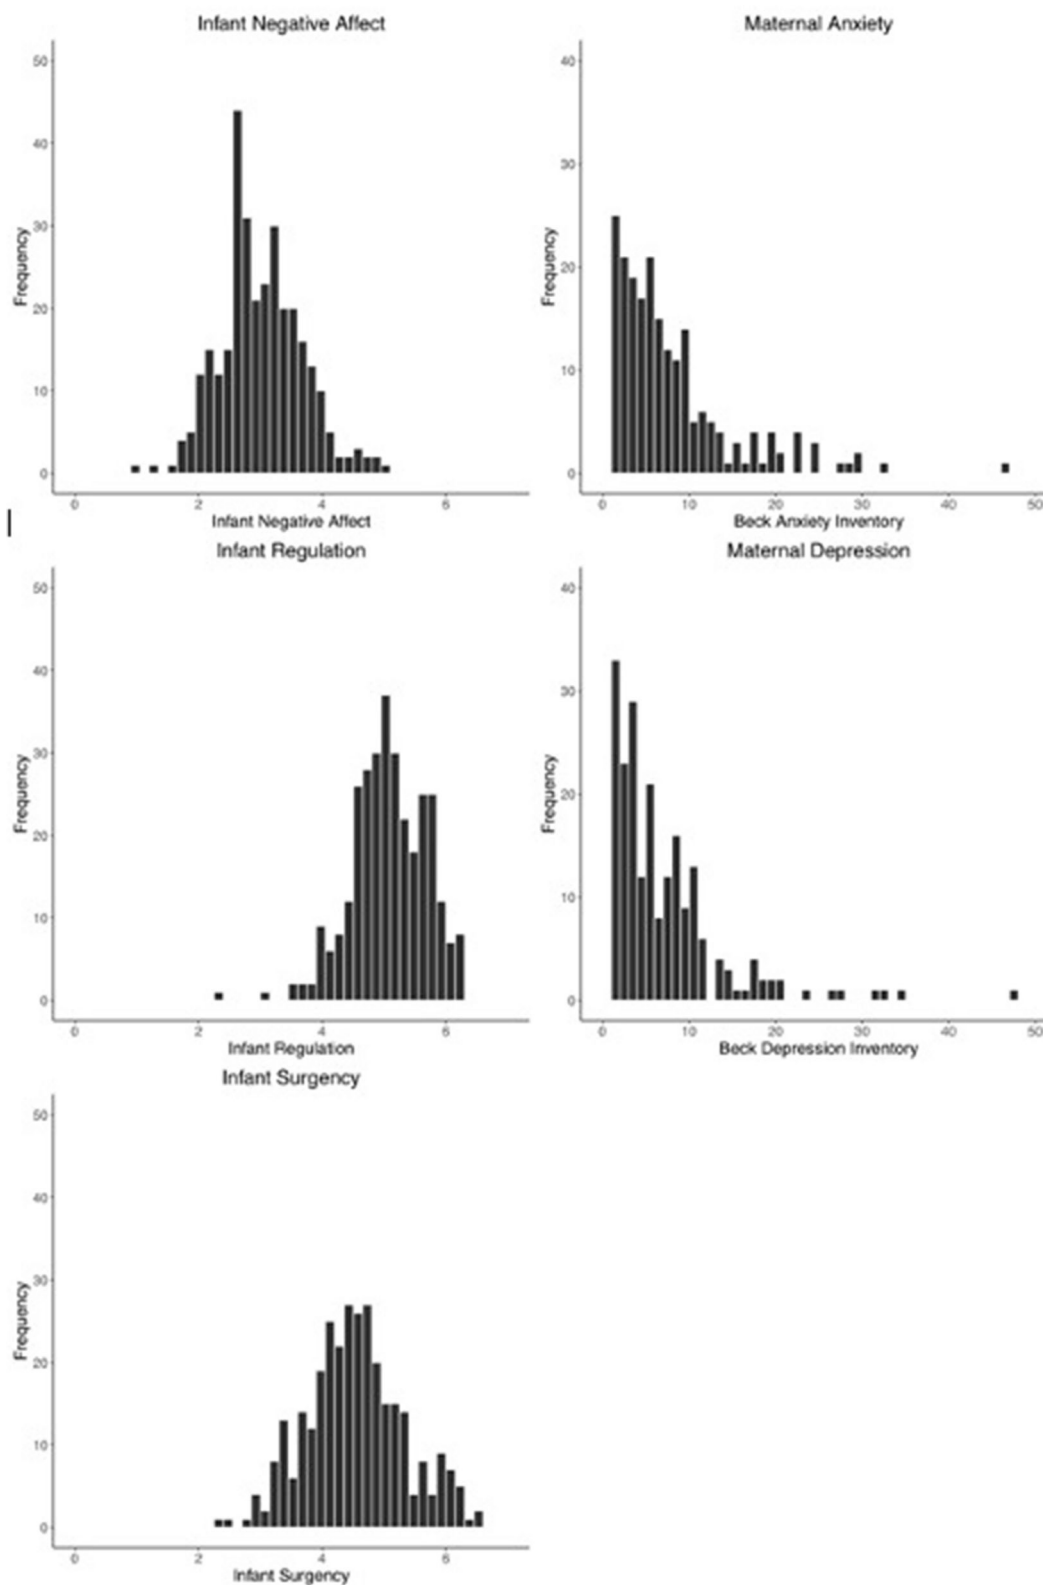 Infant Negative Affect
Frequency
50
40
30
20
10
0
0 2 4 6
Infant Negative Affect
Maternal Anxiety
Frequency
40
30
20
10
0
0 10 20 30 40 50
Beck Anxiety Inventory
Infant Regulation
Frequency
50
40
30
20
10
0
0 2 4 6
Infant Regulation
Maternal Depression
Frequency
40
30
20
10
0
0 10 20 30 40 50
Beck Depression Inventory
Infant Surgency
Frequency
50
40
30
20
10
0
0 2 4 6
Infant Surgency